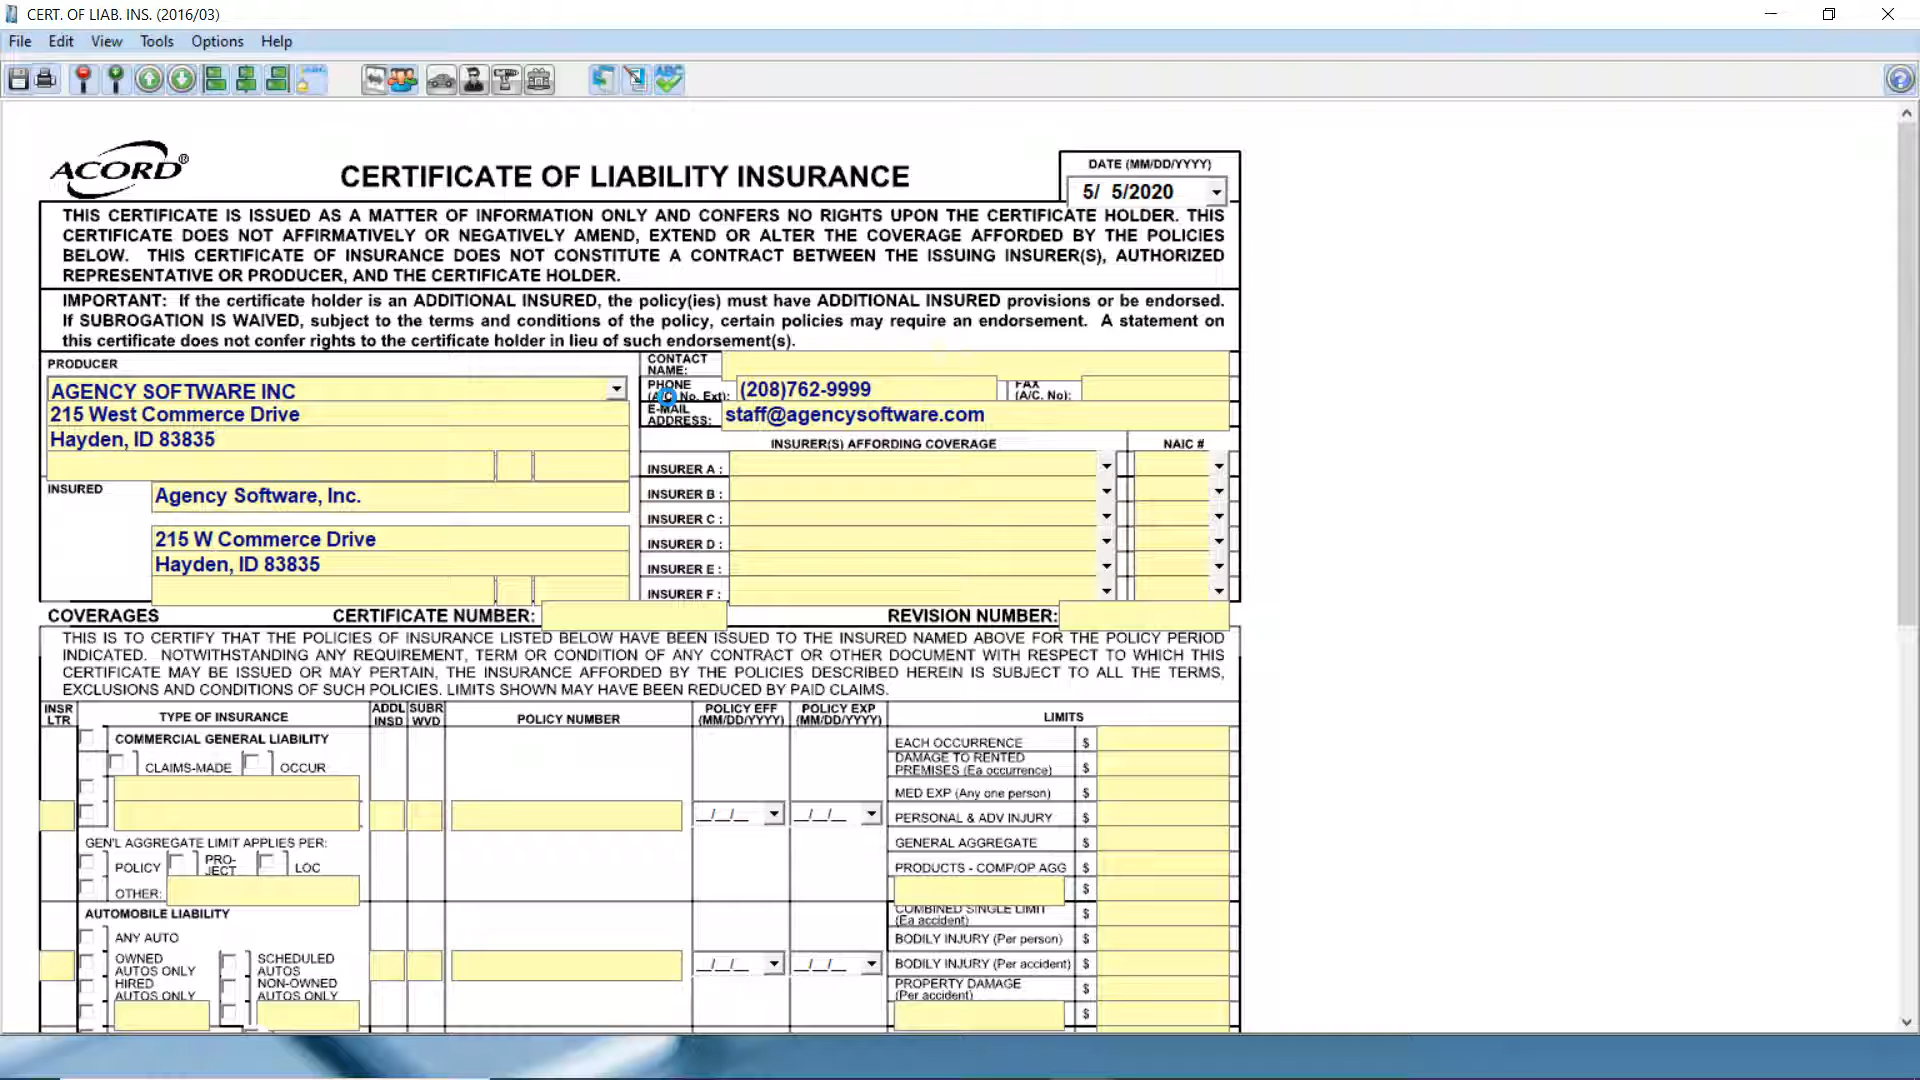 CERT. OF LIAB. INS. (2016/03)
File Edit View Tools Options Help
ACORD®
CERTIFICATE OF LIABILITY INSURANCE
DATE (MM/DD/YYYY)
5/ 5/2020
THIS CERTIFICATE IS ISSUED AS A MATTER OF INFORMATION ONLY AND CONFERS NO RIGHTS UPON THE CERTIFICATE HOLDER. THIS
CERTIFICATE DOES NOT AFFIRMATIVELY OR NEGATIVELY AMEND, EXTEND OR ALTER THE COVERAGE AFFORDED BY THE POLICIES
BELOW. THIS CERTIFICATE OF INSURANCE DOES NOT CONSTITUTE A CONTRACT BETWEEN THE ISSUING INSURER(S), AUTHORIZED
REPRESENTATIVE OR PRODUCER, AND THE CERTIFICATE HOLDER.
IMPORTANT: If the certificate holder is an ADDITIONAL INSURED, the policy(ies) must have ADDITIONAL INSURED provisions or be endorsed.
If SUBROGATION IS WAIVED, subject to the terms and conditions of the policy, certain policies may require an endorsement. A statement on
this certificate does not confer rights to the certificate holder in lieu of such endorsement(s).
PRODUCER
AGENCY SOFTWARE INC
215 West Commerce Drive
Hayden, ID 83835
CONTACT
NAME:
PHONE
(A/C. No. Ext):
(208)762-9999
FAX
(A/C. No):
E-MAIL
ADDRESS:
staff@agencysoftware.com
INSURER(S) AFFORDING COVERAGE
NAIC #
INSURER A :
INSURER B :
INSURER C :
INSURER D :
INSURER E :
INSURER F :
INSURED
Agency Software, Inc.
215 W Commerce Drive
Hayden, ID 83835
COVERAGES CERTIFICATE NUMBER: REVISION NUMBER:
THIS IS TO CERTIFY THAT THE POLICIES OF INSURANCE LISTED BELOW HAVE BEEN ISSUED TO THE INSURED NAMED ABOVE FOR THE POLICY PERIOD
INDICATED. NOTWITHSTANDING ANY REQUIREMENT, TERM OR CONDITION OF ANY CONTRACT OR OTHER DOCUMENT WITH RESPECT TO WHICH THIS
CERTIFICATE MAY BE ISSUED OR MAY PERTAIN, THE INSURANCE AFFORDED BY THE POLICIES DESCRIBED HEREIN IS SUBJECT TO ALL THE TERMS,
EXCLUSIONS AND CONDITIONS OF SUCH POLICIES. LIMITS SHOWN MAY HAVE BEEN REDUCED BY PAID CLAIMS.
INSR
LTR
TYPE OF INSURANCE
ADDL
INSD
SUBR
WVD
POLICY NUMBER
POLICY EFF
(MM/DD/YYYY)
POLICY EXP
(MM/DD/YYYY)
LIMITS
COMMERCIAL GENERAL LIABILITY
CLAIMS-MADE OCCUR
__/__/__ __/__/__
GEN'L AGGREGATE LIMIT APPLIES PER:
POLICY
PRO-
JECT
LOC
OTHER:
EACH OCCURRENCE $
DAMAGE TO RENTED
PREMISES (Ea occurrence) $
MED EXP (Any one person) $
PERSONAL & ADV INJURY $
GENERAL AGGREGATE $
PRODUCTS - COMP/OP AGG $
$
AUTOMOBILE LIABILITY
ANY AUTO
OWNED
AUTOS ONLY
SCHEDULED
AUTOS
HIRED
AUTOS ONLY
NON-OWNED
AUTOS ONLY
__/__/__ __/__/__
COMBINED SINGLE LIMIT
(Ea accident) $
BODILY INJURY (Per person) $
BODILY INJURY (Per accident) $
PROPERTY DAMAGE
(Per accident) $
$